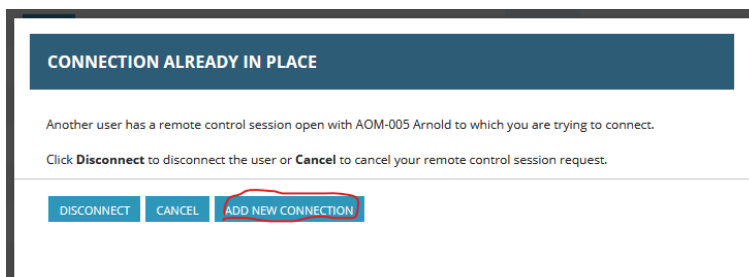 CONNECTION ALREADY IN PLACE
Another user has a remote control session open with AOM-005 Arnold to which you are trying to connect.
Click Disconnect to disconnect the user or Cancel to cancel your remote control session request.
DISCONNECT CANCEL ADD NEW CONNECTION